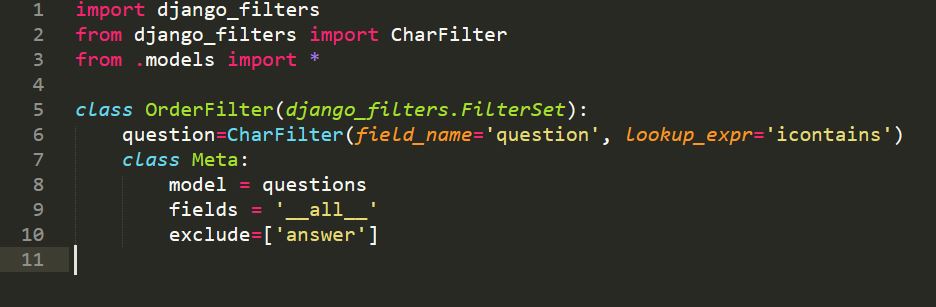 1 import django_filters
2 from django_filters import CharFilter
3 from .models import *
4
5 class OrderFilter(django_filters.FilterSet):
6     question=CharFilter(field_name='question', lookup_expr='icontains')
7     class Meta:
8         model = questions
9         fields = '__all__'
10         exclude=['answer']
11